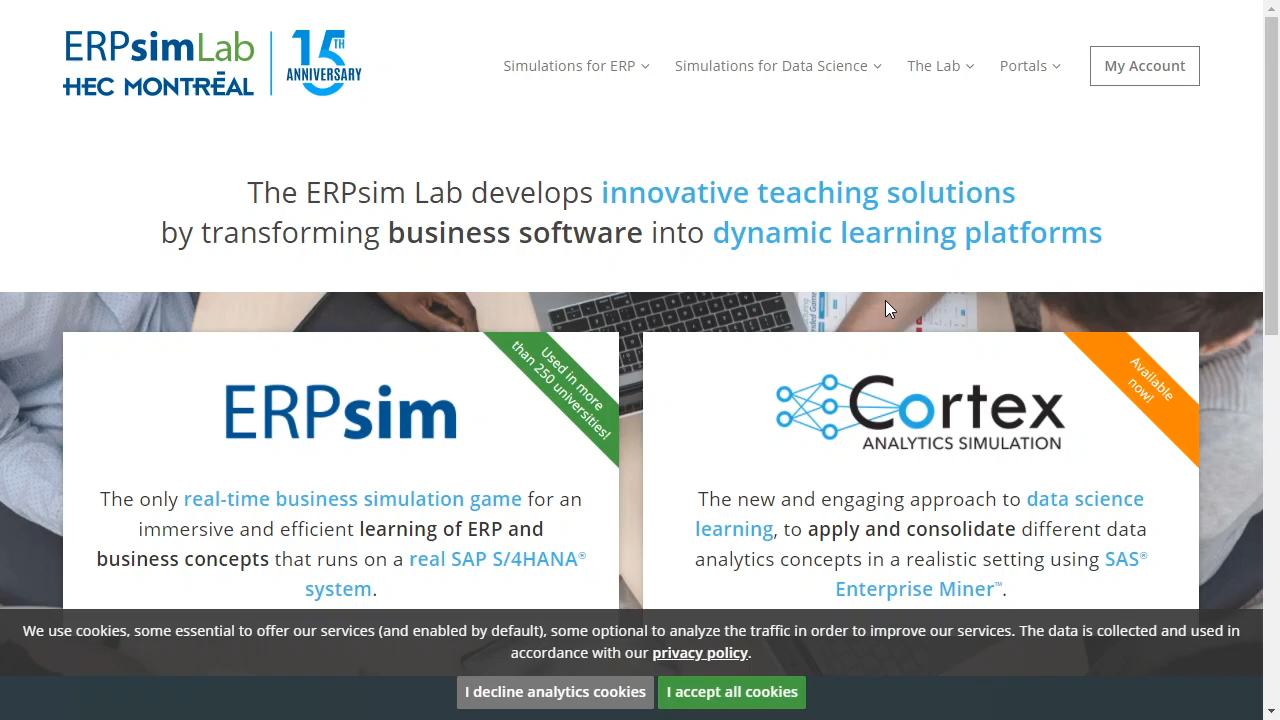 ERPsimLab
HEC MONTRĒAL
15TH
ANNIVERSARY
Simulations for ERP
Simulations for Data Science
The Lab
Portals
My Account
The ERPsim Lab develops innovative teaching solutions
by transforming business software into dynamic learning platforms
ERPsim
Used in more
than 250 universities!
The only real-time business simulation game for an
immersive and efficient learning of ERP and
business concepts that runs on a real SAP S/4HANA®
system.
Cortex
ANALYTICS SIMULATION
Available
now!
The new and engaging approach to data science
learning, to apply and consolidate different data
analytics concepts in a realistic setting using SAS®
Enterprise Miner™.
We use cookies, some essential to offer our services (and enabled by default), some optional to analyze the traffic in order to improve our services. The data is collected and used in
accordance with our privacy policy.
I decline analytics cookies
I accept all cookies